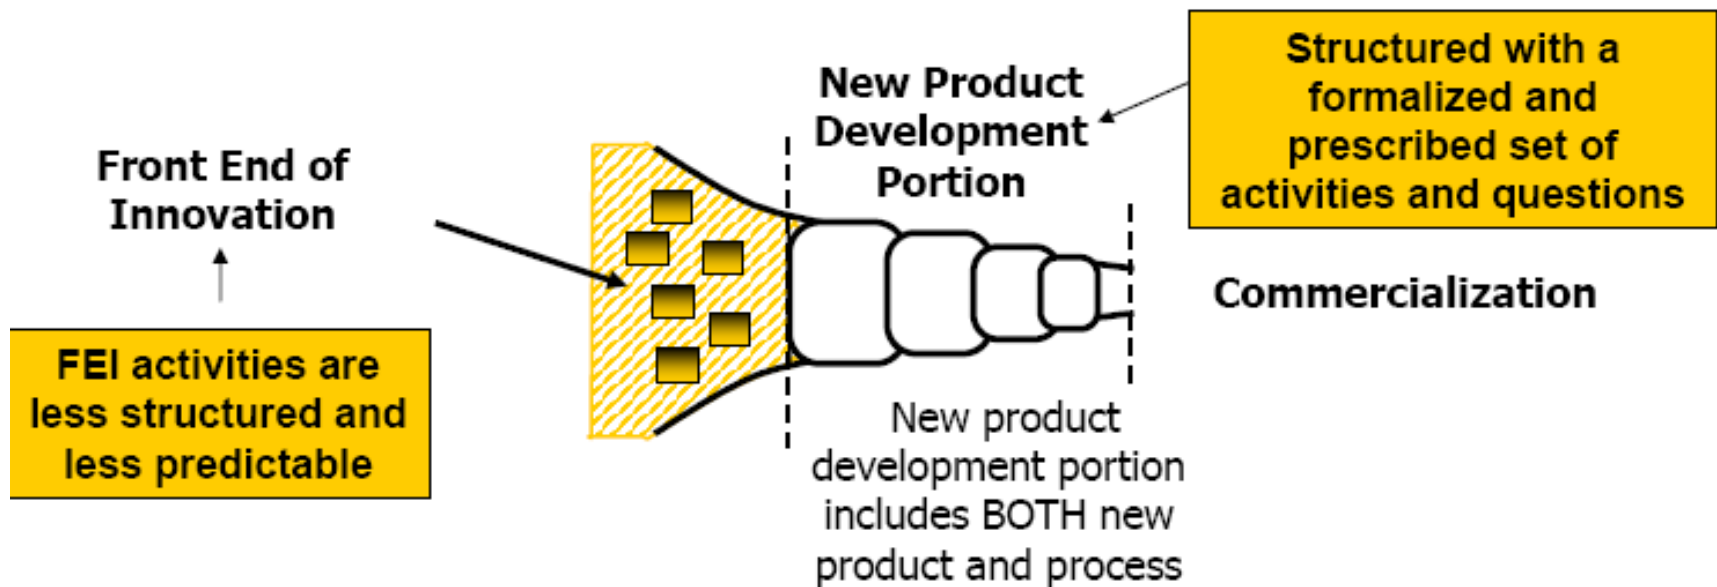 Front End of
Innovation
FEI activities are
less structured and
less predictable
New Product
Development
Portion
Structured with a
formalized and
prescribed set of
activities and questions
Commercialization
New product
development portion
includes BOTH new
product and process